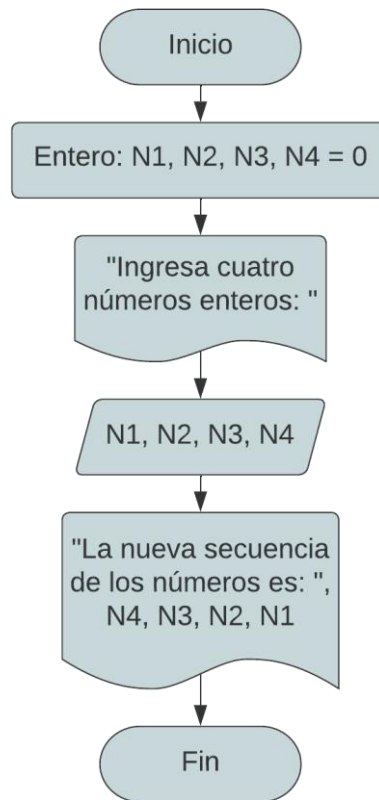 Inicio
Entero: N1, N2, N3, N4 = 0
"Ingresa cuatro
números enteros: "
N1, N2, N3, N4
"La nueva secuencia
de los números es: ",
N4, N3, N2, N1
Fin